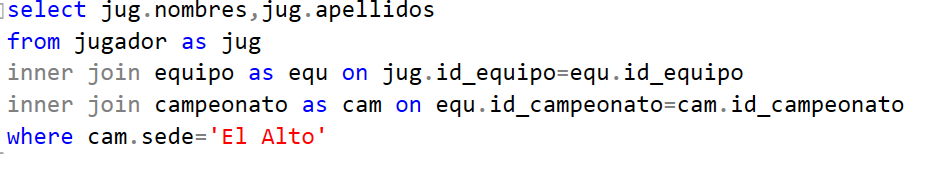 select jug.nombres,jug.apellidos
from jugador as jug
inner join equipo as equ on jug.id_equipo=equ.id_equipo
inner join campeonato as cam on equ.id_campeonato=cam.id_campeonato
where cam.sede='El Alto'